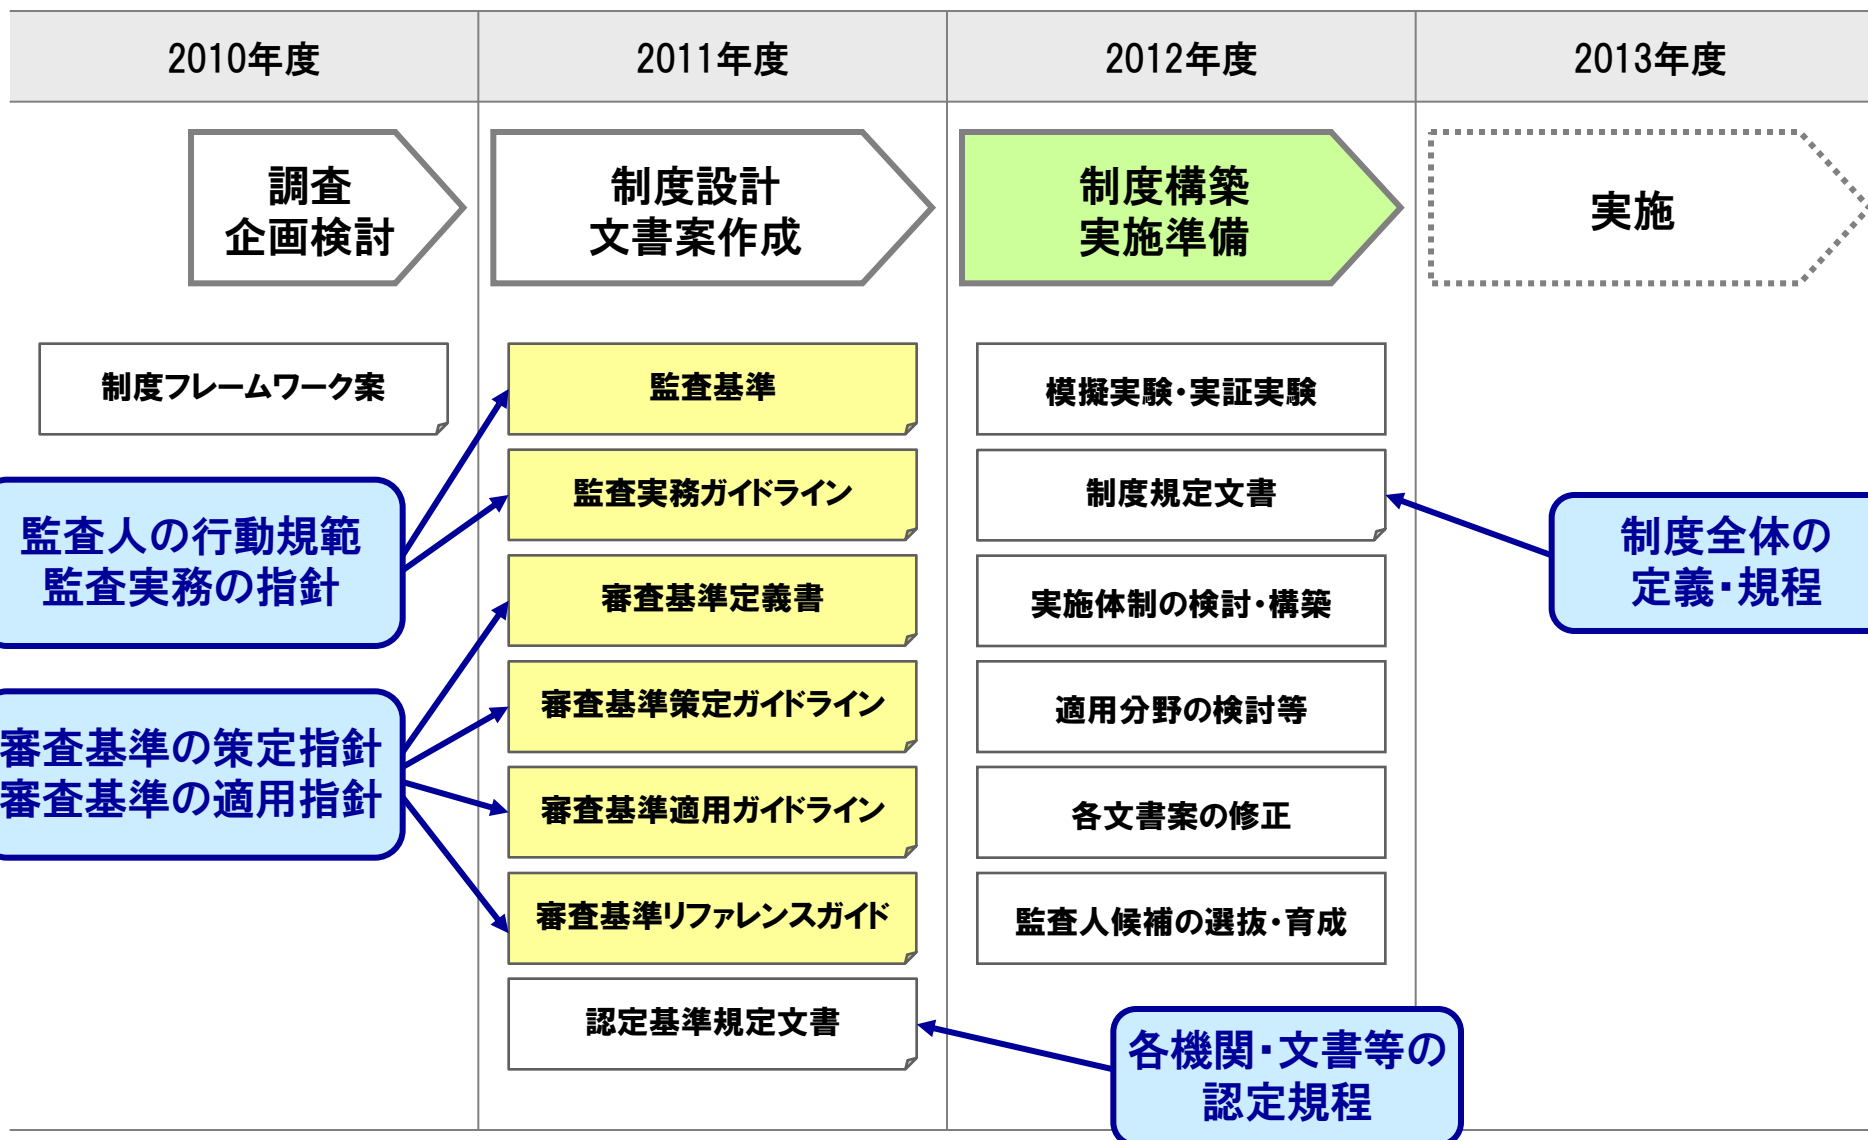 2010年度
2011年度
2012年度
2013年度
調査
企画検討
制度設計
文書案作成
制度構築
実施準備
実施
制度フレームワーク案
監査人の行動規範
監査実務の指針
審査基準の策定指針
審査基準の適用指針
監査基準
監査実務ガイドライン
審査基準定義書
審査基準策定ガイドライン
審査基準適用ガイドライン
審査基準リファレンスガイド
認定基準規定文書
模擬実験・実証実験
制度規定文書
実施体制の検討・構築
適用分野の検討等
各文書案の修正
監査人候補の選抜・育成
各機関・文書等の
認定規程
制度全体の
定義・規程